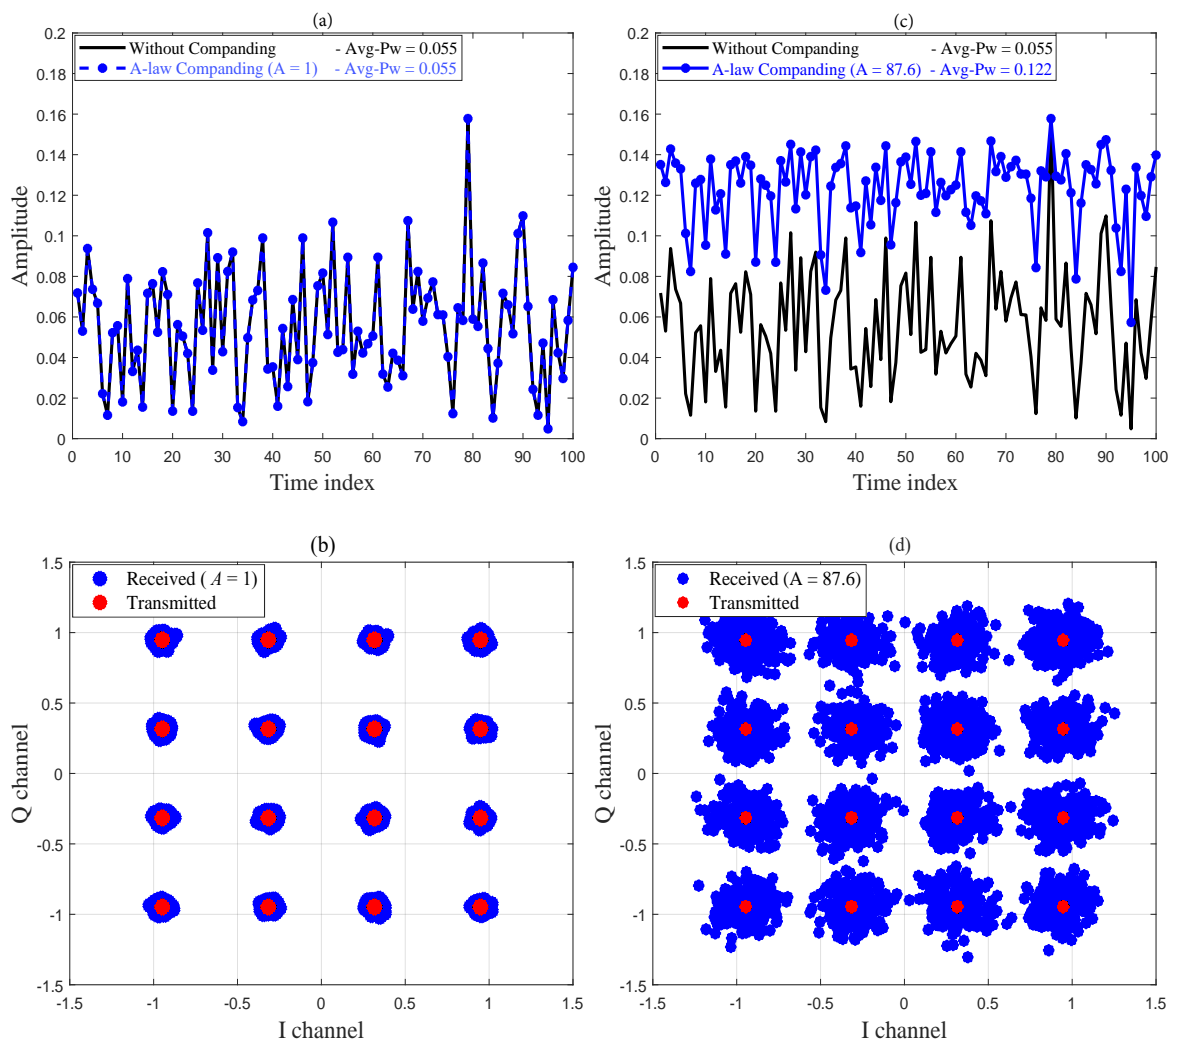 (a)
Without Companding - Avg-Pw = 0.055
A-law Companding (A = 1) - Avg-Pw = 0.055
0.2
0.18
0.16
0.14
0.12
0.1
0.08
0.06
0.04
0.02
0
Amplitude
0 10 20 30 40 50 60 70 80 90 100
Time index
(c)
Without Companding - Avg-Pw = 0.055
A-law Companding (A = 87.6) - Avg-Pw = 0.122
0.2
0.18
0.16
0.14
0.12
0.1
0.08
0.06
0.04
0.02
0
Amplitude
0 10 20 30 40 50 60 70 80 90 100
Time index
(b)
Received ( A = 1)
Transmitted
1.5
1
0.5
0
-0.5
-1
-1.5
Q channel
-1.5 -1 -0.5 0 0.5 1 1.5
I channel
(d)
Received (A = 87.6)
Transmitted
1.5
1
0.5
0
-0.5
-1
-1.5
Q channel
-1.5 -1 -0.5 0 0.5 1 1.5
I channel